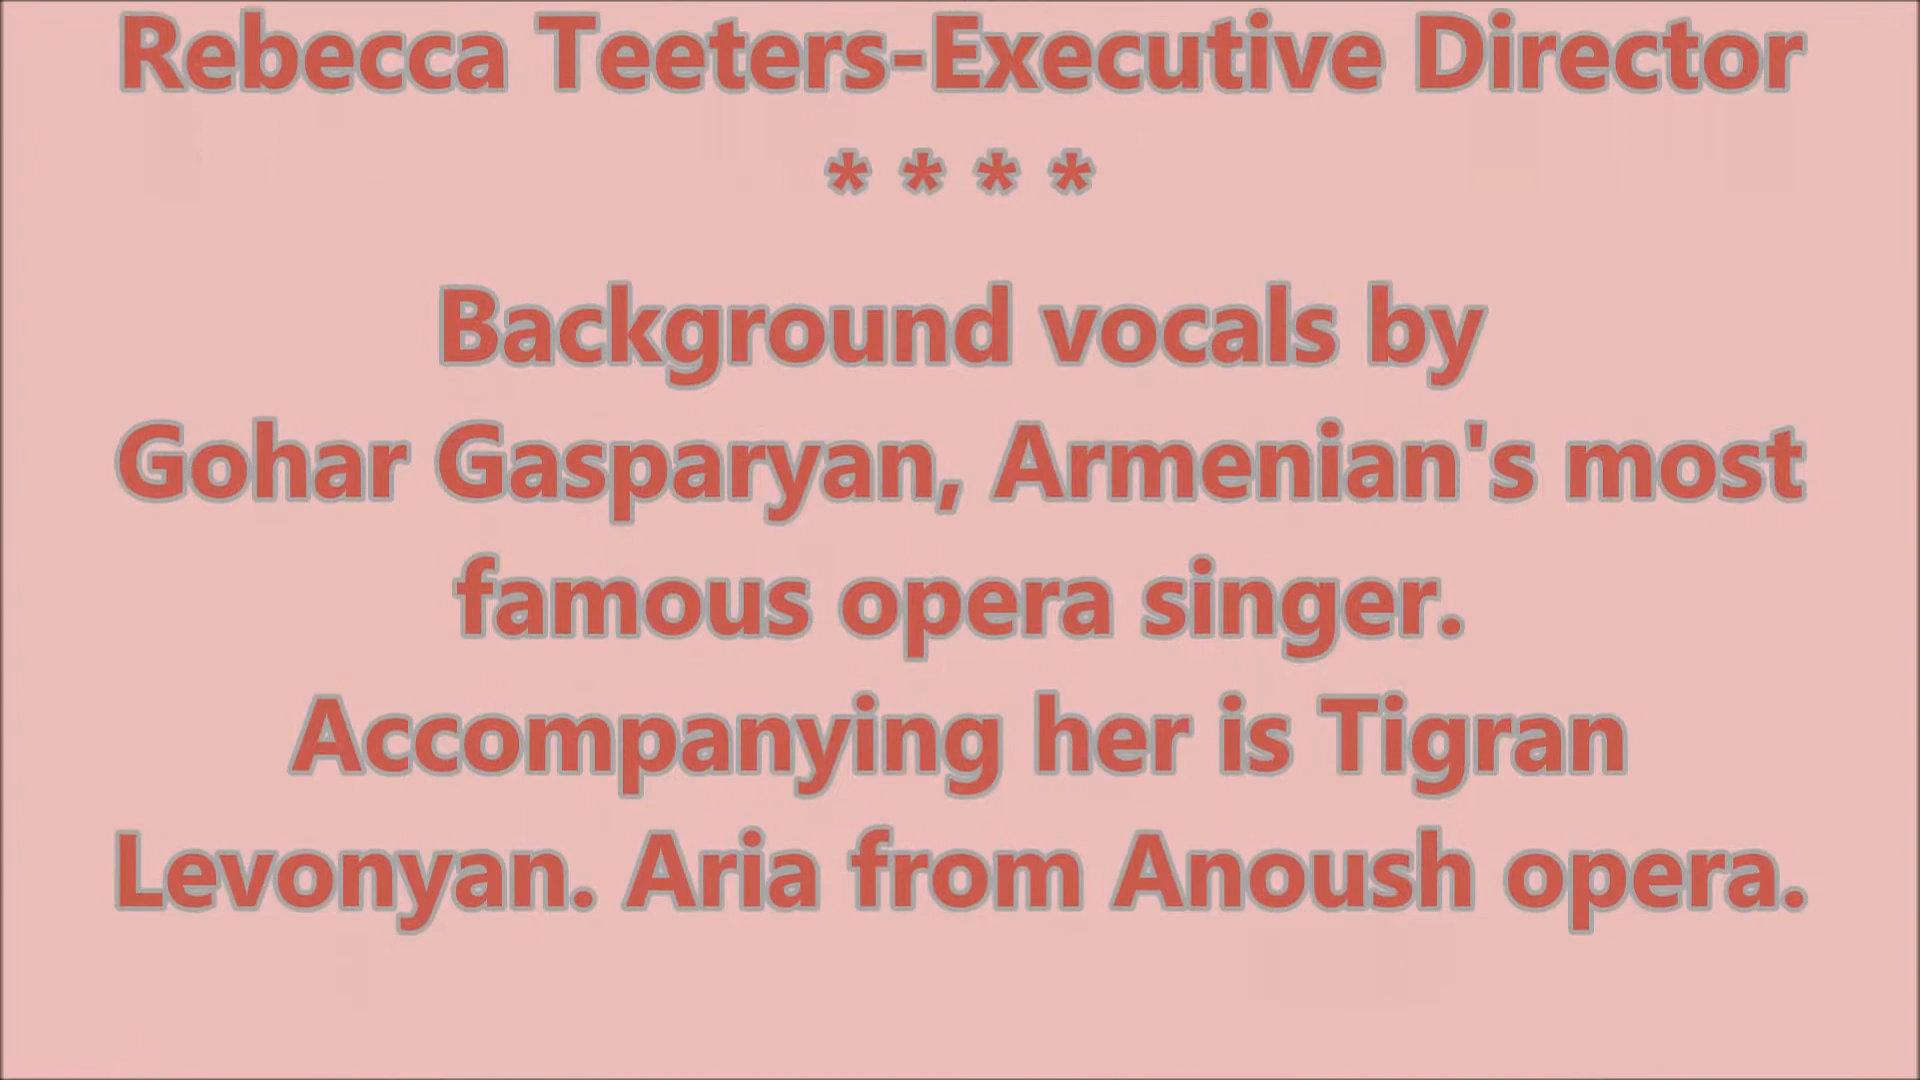 Rebecca Teeters-Executive Director
* * * *
Background vocals by
Gohar Gasparyan, Armenian's most
famous opera singer.
Accompanying her is Tigran
Levonyan. Aria from Anoush opera.